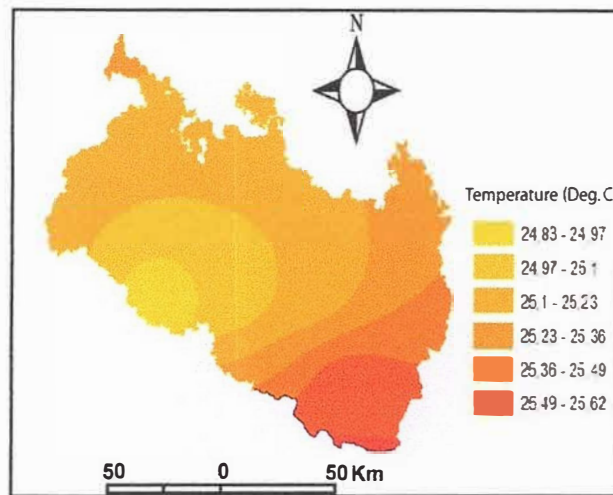 N
Temperature (Deg. C
24.83 - 24.97
24.97 - 25.1
25.1 - 25.23
25.23 - 25.36
25.36 - 25.49
25.49 - 25.62
50 0 50 Km